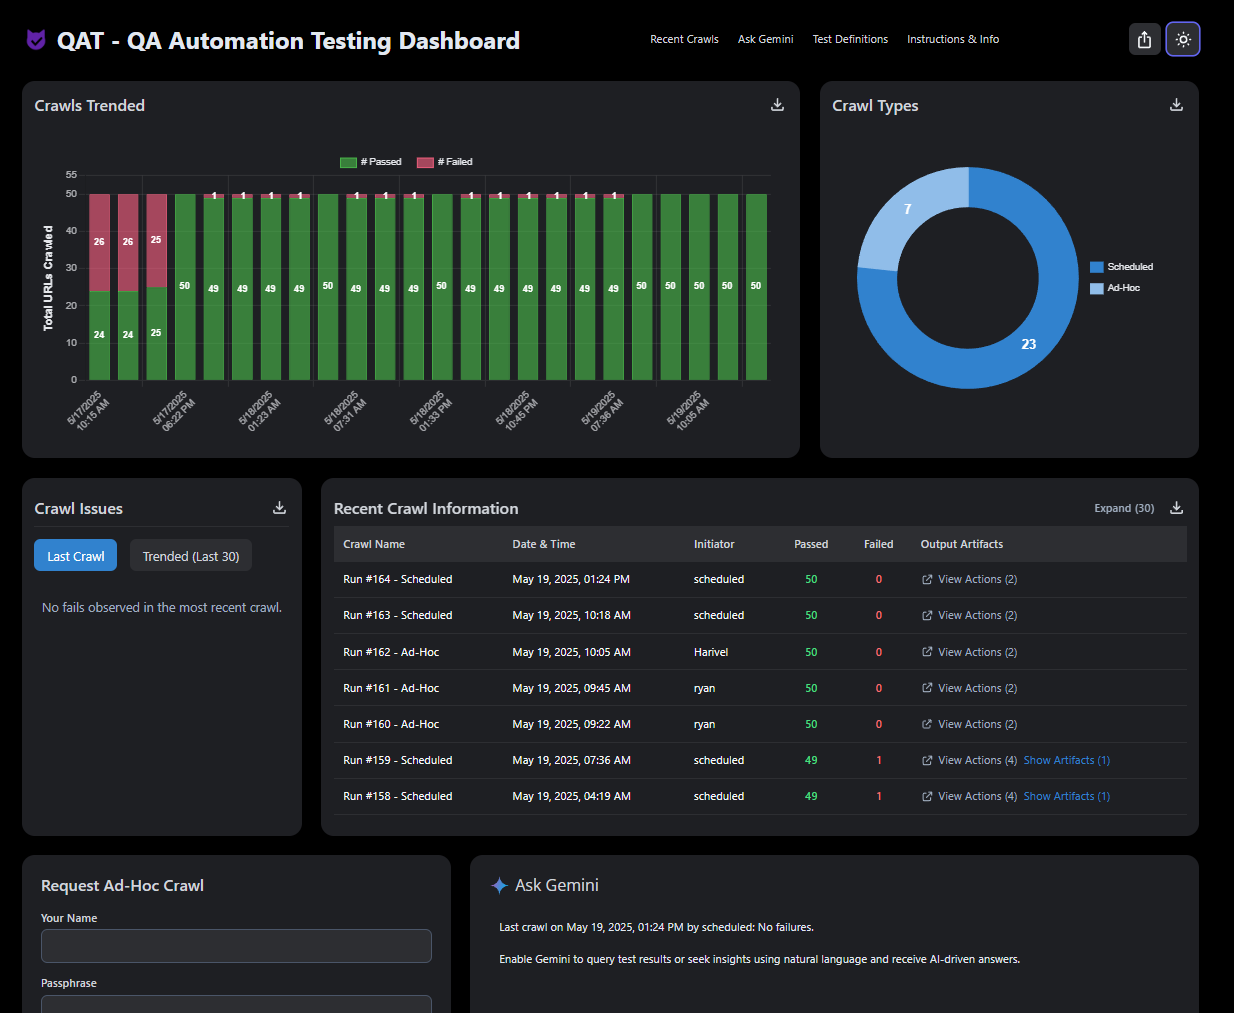 QAT - QA Automation Testing Dashboard
Recent Crawls Ask Gemini Test Definitions Instructions & Info
Crawls Trended
# Passed # Failed
Total URLs Crawled
55
50
40
30
20
10
0
26 26 25 1 1 1 1 1 1 1 1 1 1 1 1 1
24 24 25 50 49 49 49 49 50 49 49 49 50 49 49 49 49 49 49 50 50 50 50 50
5/17/2025 10:15 AM
5/17/2025 06:22 PM
5/18/2025 01:23 AM
5/18/2025 07:31 AM
5/18/2025 01:33 PM
5/18/2025 10:45 PM
5/19/2025 07:36 AM
5/19/2025 10:05 AM
Crawl Types
7
23
Scheduled
Ad-Hoc
Crawl Issues
Last Crawl Trended (Last 30)
No fails observed in the most recent crawl.
Recent Crawl Information Expand (30)
Crawl Name Date & Time Initiator Passed Failed Output Artifacts
Run #164 - Scheduled May 19, 2025, 01:24 PM scheduled 50 0 View Actions (2)
Run #163 - Scheduled May 19, 2025, 10:18 AM scheduled 50 0 View Actions (2)
Run #162 - Ad-Hoc May 19, 2025, 10:05 AM Harivel 50 0 View Actions (2)
Run #161 - Ad-Hoc May 19, 2025, 09:45 AM ryan 50 0 View Actions (2)
Run #160 - Ad-Hoc May 19, 2025, 09:22 AM ryan 50 0 View Actions (2)
Run #159 - Scheduled May 19, 2025, 07:36 AM scheduled 49 1 View Actions (4) Show Artifacts (1)
Run #158 - Scheduled May 19, 2025, 04:19 AM scheduled 49 1 View Actions (4) Show Artifacts (1)
Request Ad-Hoc Crawl
Your Name
Passphrase
Ask Gemini
Last crawl on May 19, 2025, 01:24 PM by scheduled: No failures.
Enable Gemini to query test results or seek insights using natural language and receive AI-driven answers.